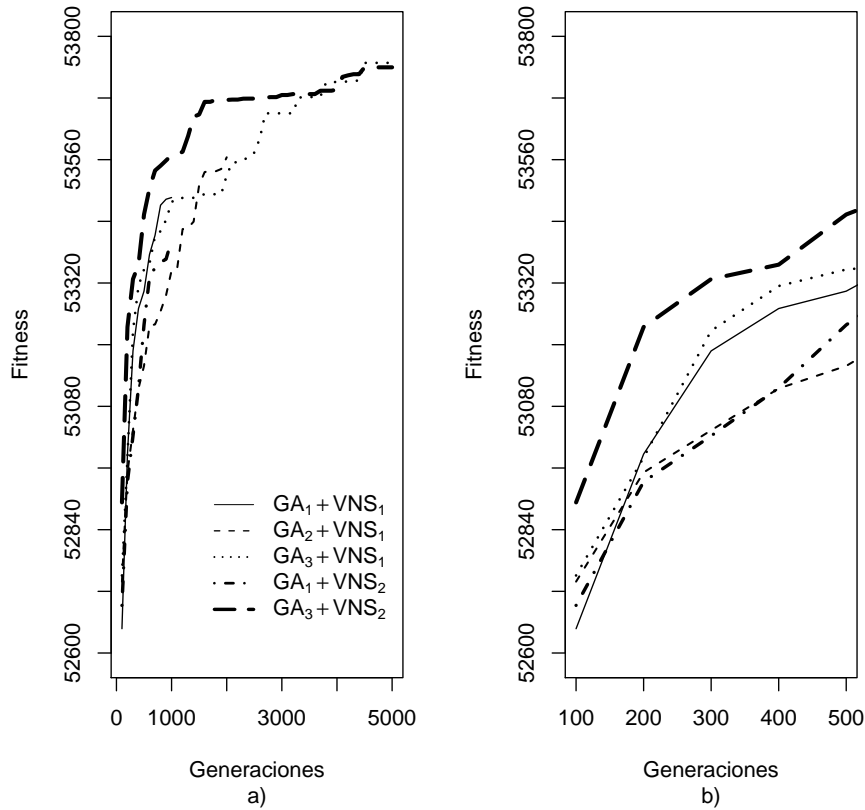 53800
53560
53320
53080
52840
52600
Fitness
GA₁+VNS₁
GA₂+VNS₁
GA₃+VNS₁
GA₁+VNS₂
GA₃+VNS₂
0 1000 3000 5000
Generaciones
a)
53800
53560
53320
53080
52840
52600
Fitness
100 200 300 400 500
Generaciones
b)